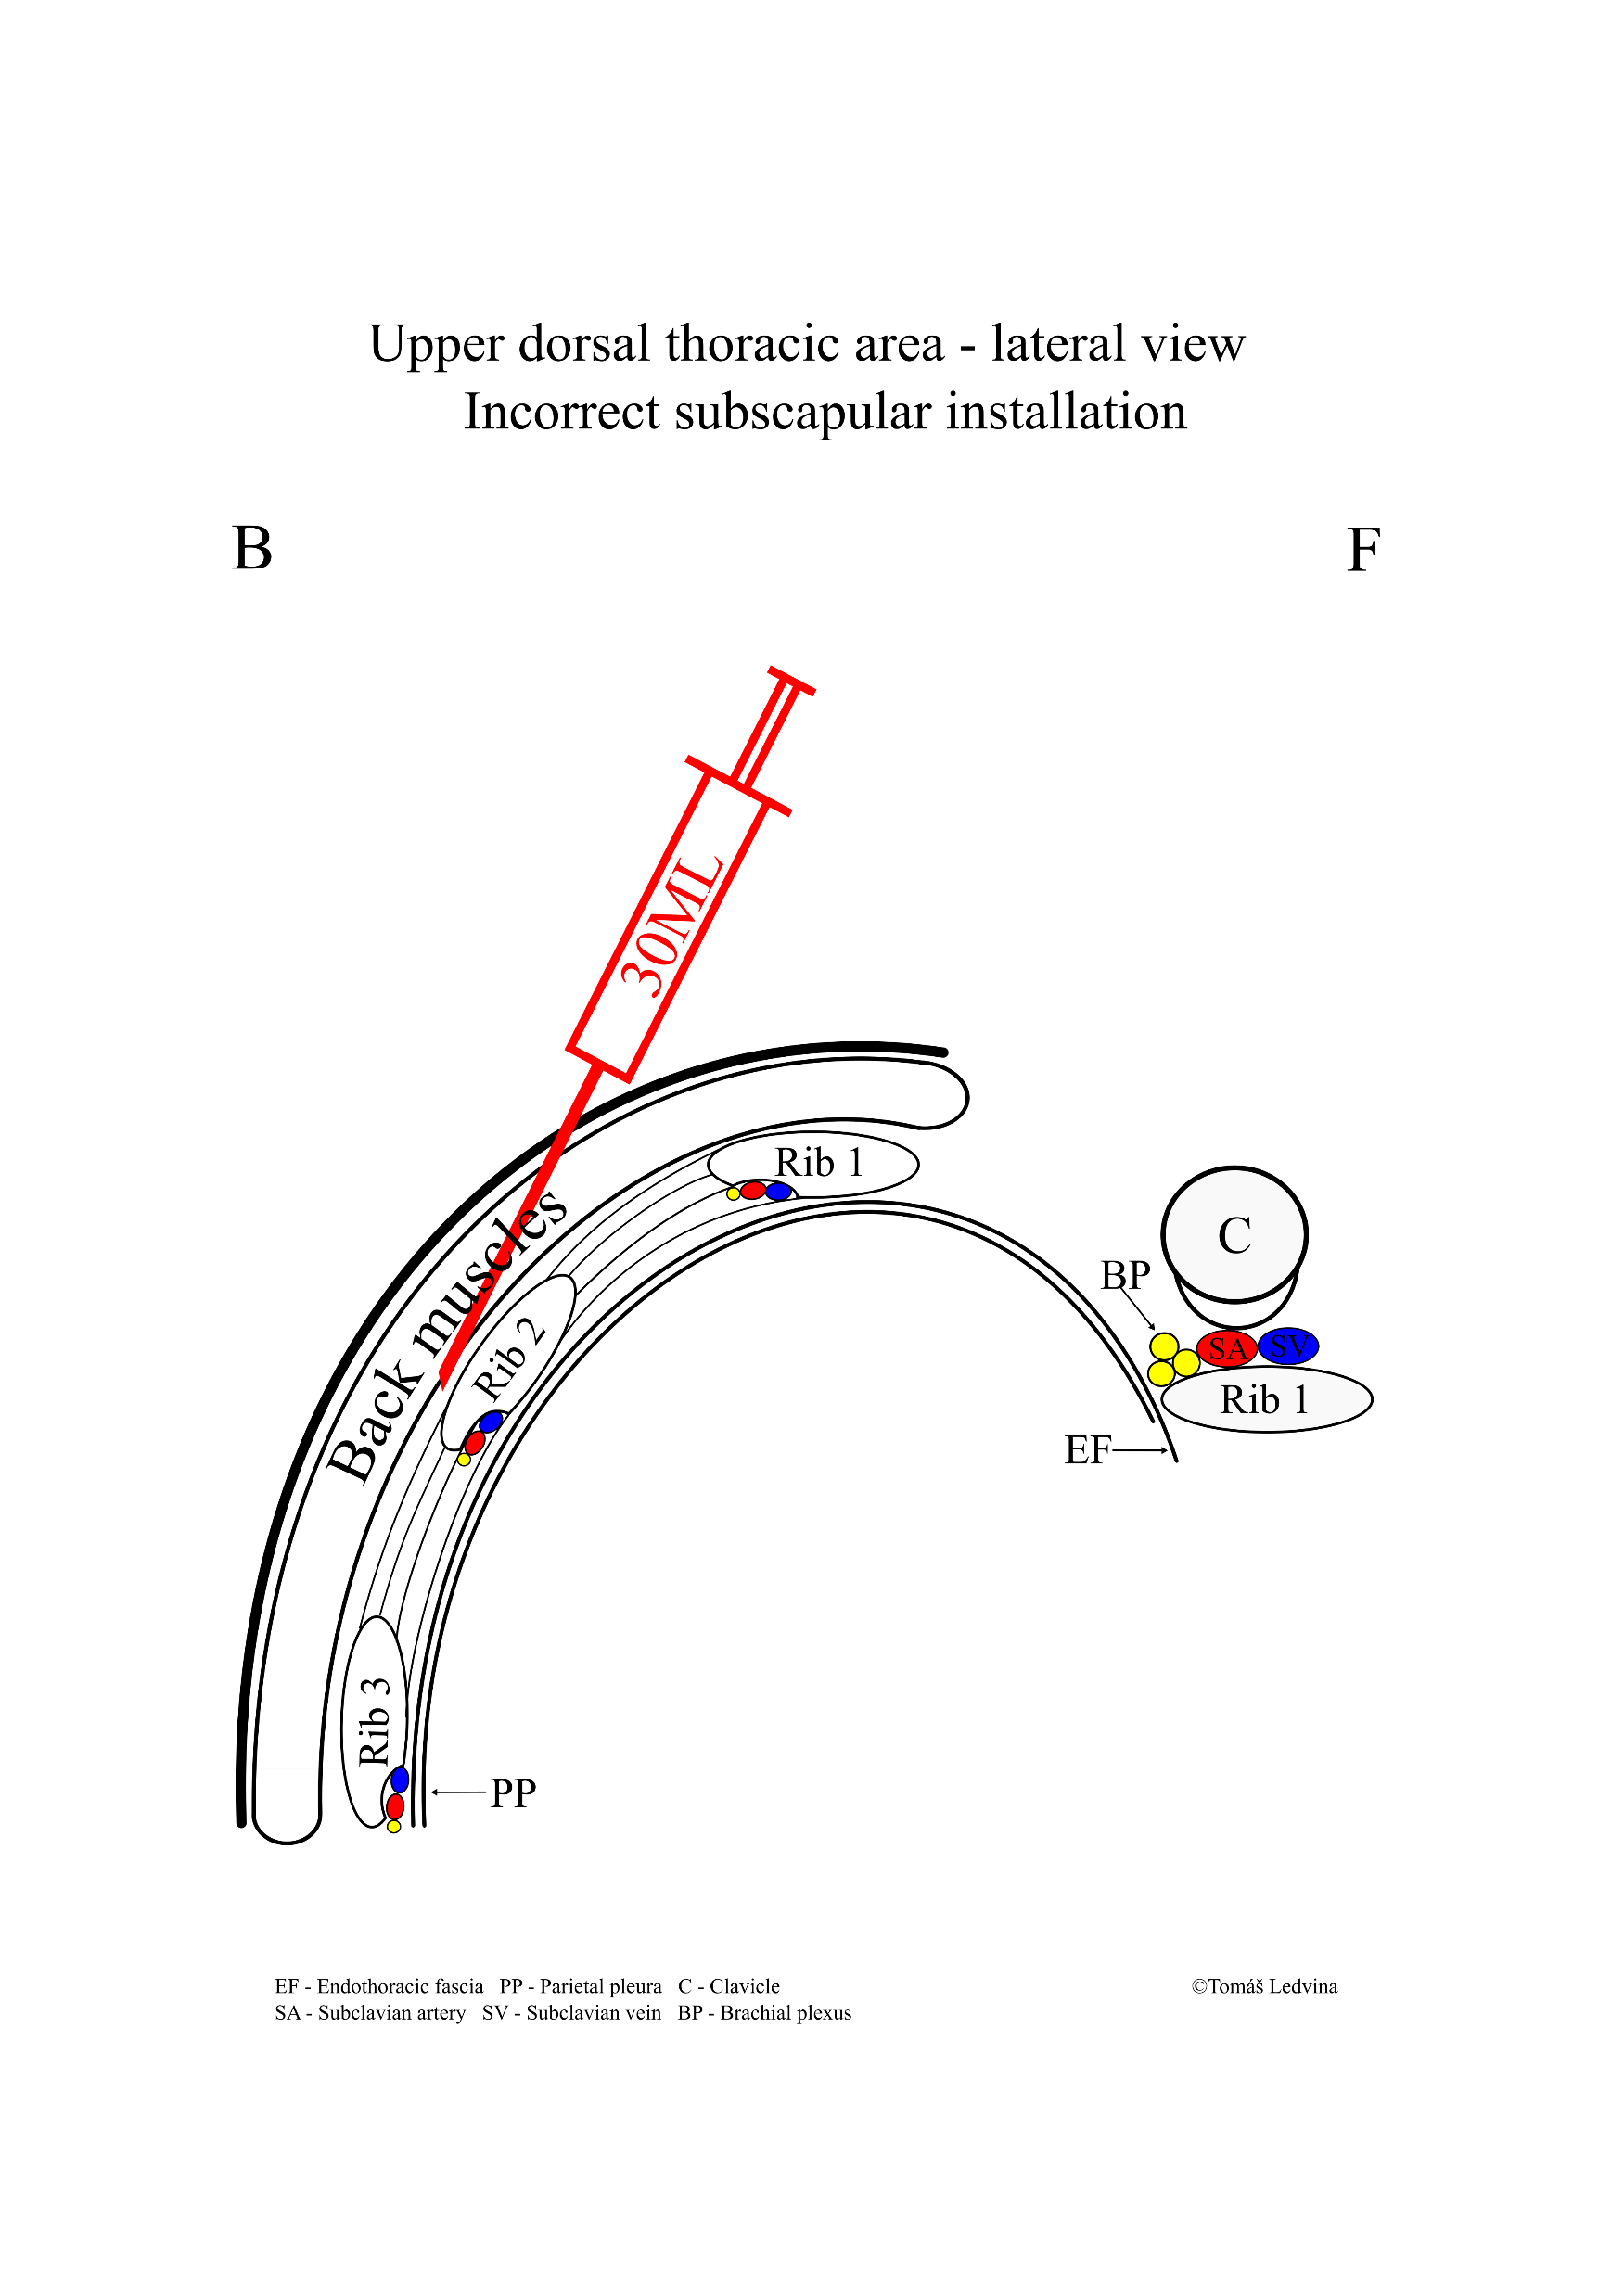 Upper dorsal thoracic area - lateral view
Incorrect subscapular installation
B
F
30ML
Rib 1
Back muscles
Rib 2
C
BP
SA
SV
Rib 1
EF
Rib 3
PP
EF - Endothoracic fascia PP - Parietal pleura C - Clavicle
SA - Subclavian artery SV - Subclavian vein BP - Brachial plexus
©Tomáš Ledvina